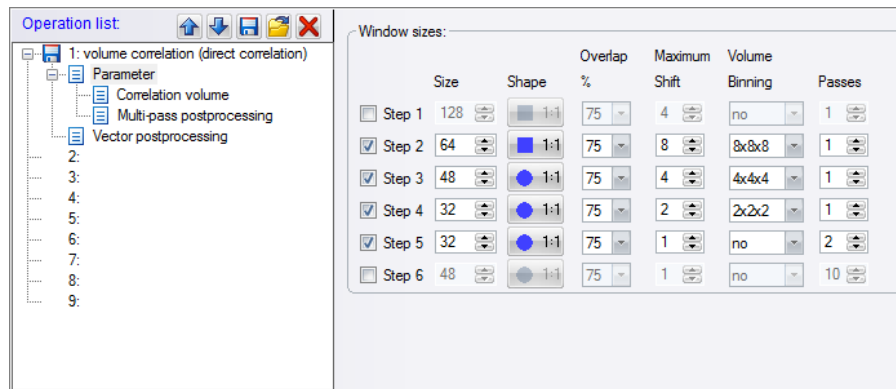 Operation list:
1: volume correlation (direct correlation)
Parameter
Correlation volume
Multi-pass postprocessing
Vector postprocessing
2:
3:
4:
5:
6:
7:
8:
9:
Window sizes:
Overlap Maximum Volume
Size Shape % Shift Binning Passes
Step 1 128 1:1 75 4 no 1
Step 2 64 1:1 75 8 8x8x8 1
Step 3 48 1:1 75 4 4x4x4 1
Step 4 32 1:1 75 2 2x2x2 1
Step 5 32 1:1 75 1 no 2
Step 6 48 1:1 75 1 no 10